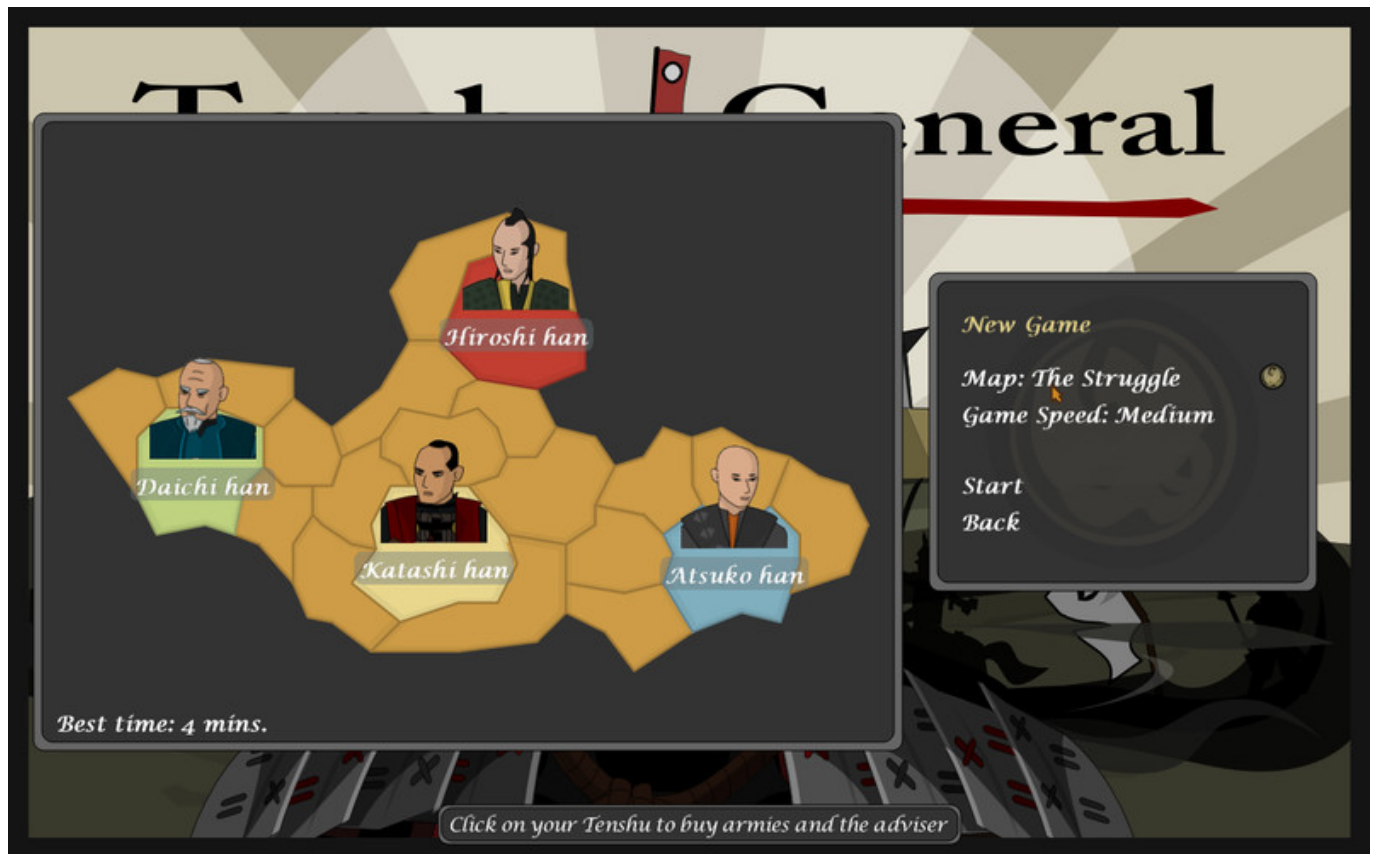 General
Hiroshi han
Daichi han
Katashi han
Atsuko han
Best time: 4 mins.
New Game
Map: The Struggle
Game Speed: Medium
Start
Back
Click on your Tenshu to buy armies and the adviser